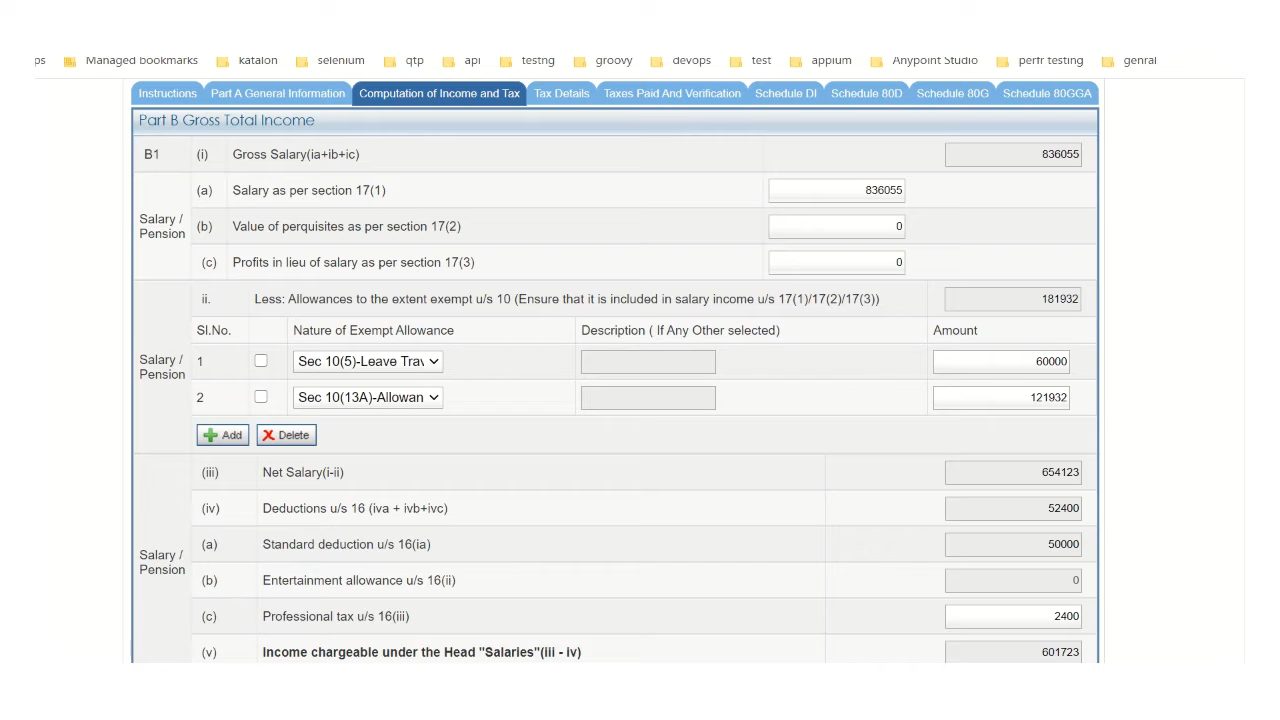 ps Managed bookmarks katalon selenium qtp api testng groovy devops test appium Anypoint Studio perfr testing genral
Instructions Part A General Information Computation of Income and Tax Tax Details Taxes Paid And Verification Schedule DI Schedule 80D Schedule 80G Schedule 80GGA
Part B Gross Total Income
B1 (i) Gross Salary(ia+ib+ic) 836055
(a) Salary as per section 17(1) 836055
Salary / Pension (b) Value of perquisites as per section 17(2) 0
(c) Profits in lieu of salary as per section 17(3) 0
ii. Less: Allowances to the extent exempt u/s 10 (Ensure that it is included in salary income u/s 17(1)/17(2)/17(3)) 181932
Sl.No. Nature of Exempt Allowance Description ( If Any Other selected) Amount
Salary / Pension 1 Sec 10(5)-Leave Trav 60000
2 Sec 10(13A)-Allowan 121932
Add Delete
(iii) Net Salary(i-ii) 654123
(iv) Deductions u/s 16 (iva + ivb+ivc) 52400
(a) Standard deduction u/s 16(ia) 50000
Salary / Pension (b) Entertainment allowance u/s 16(ii) 0
(c) Professional tax u/s 16(iii) 2400
(v) Income chargeable under the Head "Salaries"(iii - iv) 601723